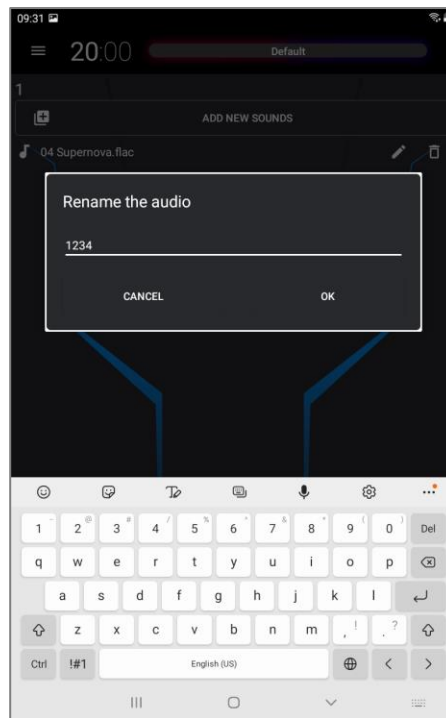 09:31
20:00 Default
1
ADD NEW SOUNDS
04 Supernova.flac
Rename the audio
1234
CANCEL OK
1 - 2 @ 3 # 4 / 5 % 6 ^ 7 & 8 * 9 ( 0 ) Del
q w e r t y u i o p
a s d f g h j k l
z x c v b n m , ! . ?
Ctrl !#1 English (US) < >